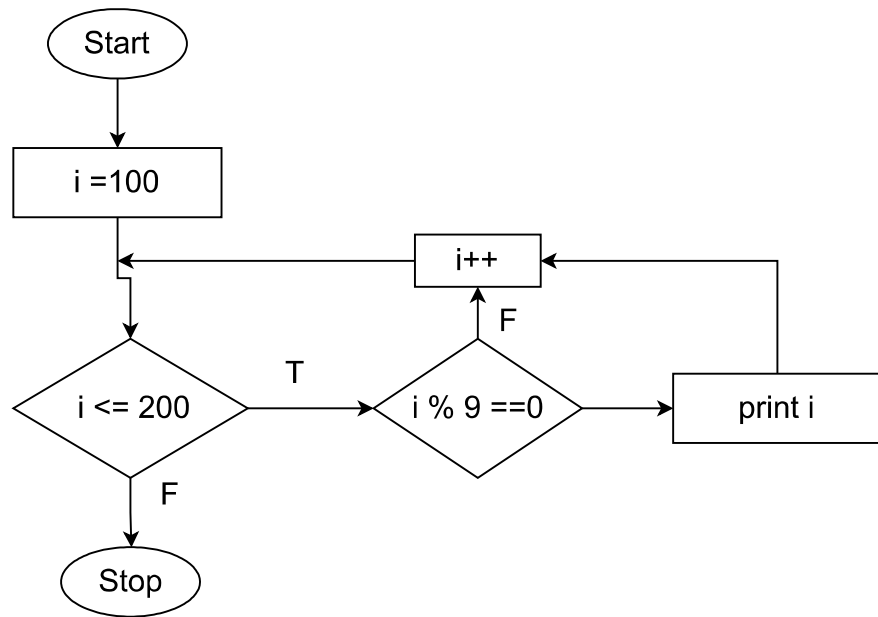 Start
i =100
i++
F
T
i <= 200
i % 9 ==0
print i
F
Stop